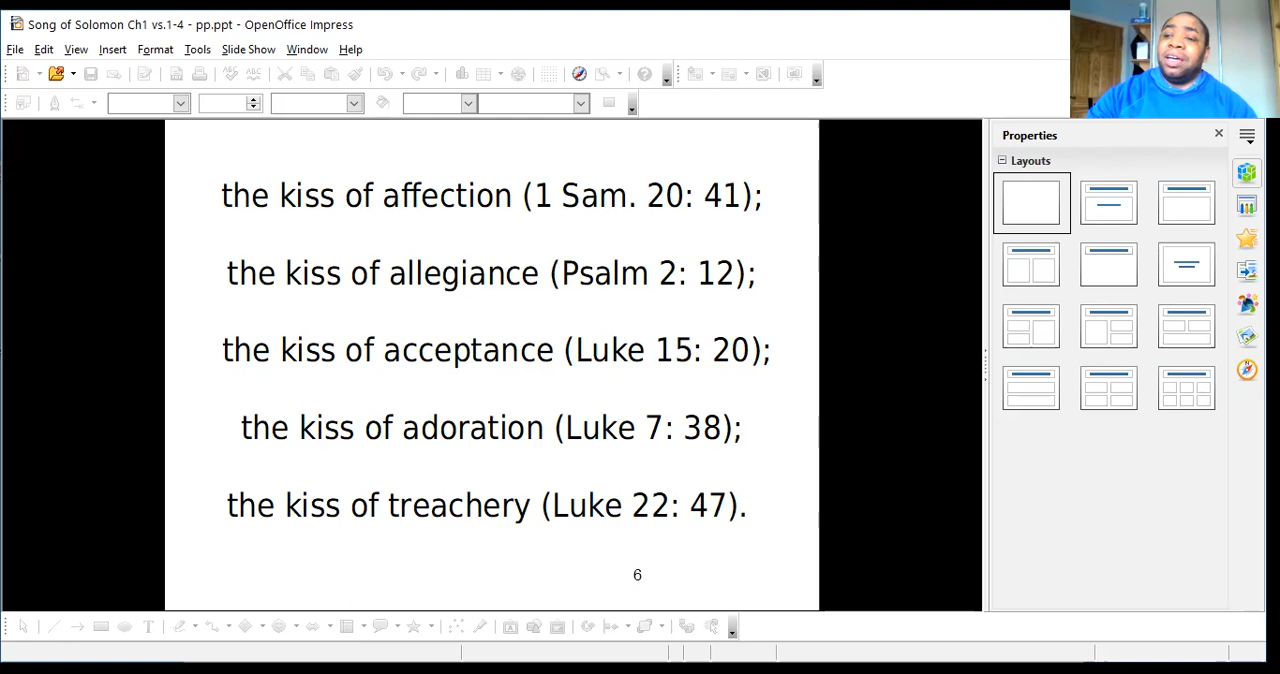 Song of Solomon Ch1 vs.1-4 - pp.ppt - OpenOffice Impress
File Edit View Insert Format Tools Slide Show Window Help
Properties
Layouts
the kiss of affection (1 Sam. 20: 41);
the kiss of allegiance (Psalm 2: 12);
the kiss of acceptance (Luke 15: 20);
the kiss of adoration (Luke 7: 38);
the kiss of treachery (Luke 22: 47).
6